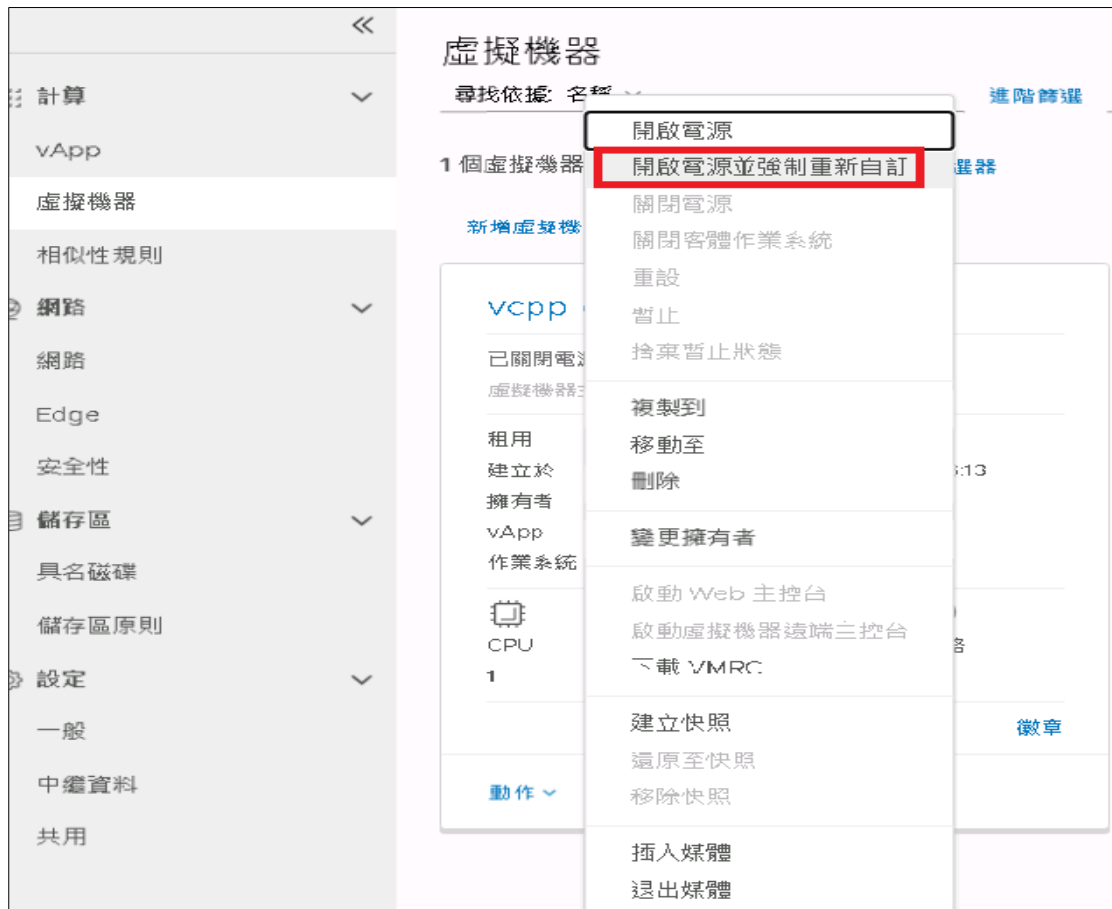 計算
vApp
虛擬機器
相似性規則
網路
網路
Edge
安全性
儲存區
具名磁碟
儲存區原則
設定
一般
中繼資料
共用
虛擬機器
尋找依據: 名稱
進階篩選
1 個虛擬機器
選器
新增虛擬機
vcpp
已關閉電源
虛擬機器主
租用
建立於
:13
擁有者
vApp
作業系統
CPU
1
徽章
動作
開啟電源
開啟電源並強制重新自訂
關閉電源
關閉客體作業系統
重設
暫止
捨棄暫止狀態
複製到
移動至
刪除
變更擁有者
啟動 Web 主控台
啟動虛擬機器遠端主控台
下載 VMRC
建立快照
還原至快照
移除快照
插入媒體
退出媒體